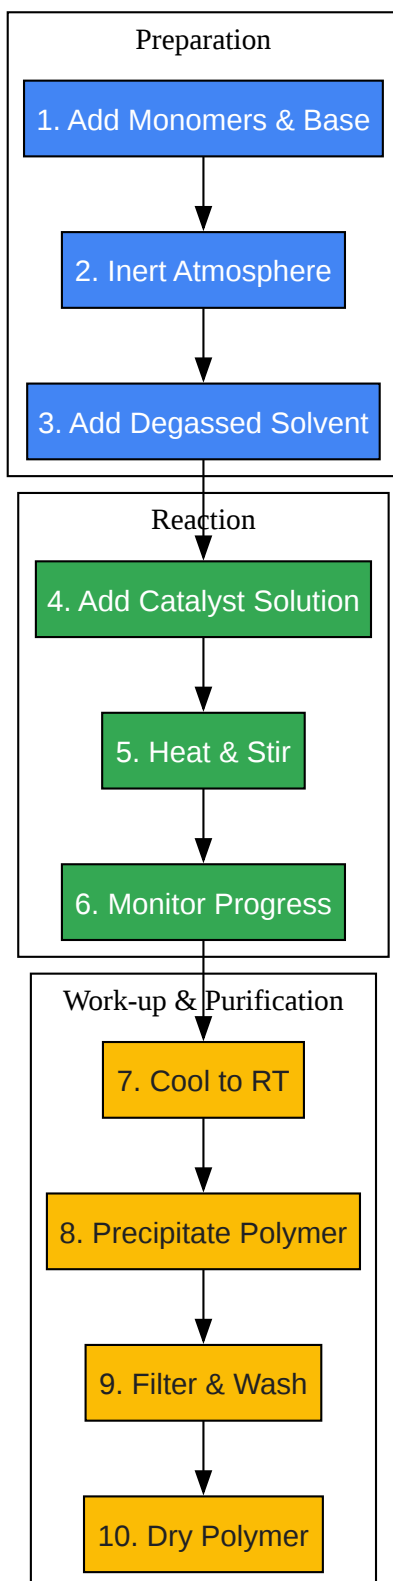 Preparation
1. Add Monomers & Base
2. Inert Atmosphere
3. Add Degassed Solvent
Reaction
4. Add Catalyst Solution
5. Heat & Stir
6. Monitor Progress
Work-up & Purification
7. Cool to RT
8. Precipitate Polymer
9. Filter & Wash
10. Dry Polymer